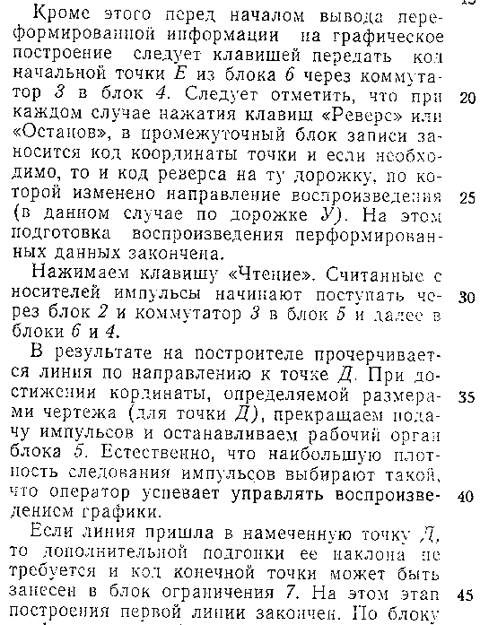 Кроме этого перед началом вывода пере-
формированной информации на графическое
построение следует клавишей передать код
начальной точки Е из блока 6 через коммута-
тор 3 в блок 4. Следует отметить, что при 20
каждом случае нажатия клавиш «Реверс» или
«Останов», в промежуточный блок записи за-
носится код координаты точки и если необхо-
димо, то и код реверса на ту дорожку, по ко-
торой изменено направление воспроизведения 25
(в данном случае по дорожке У). На этом
подготовка воспроизведения перформирован-
ных данных закончена.
Нажимаем клавишу «Чтение». Считанные с
носителей импульсы начинают поступать че- 30
рез блок 2 и коммутатор 3 в блок 5 и далее в
блоки 6 и 4.
В результате на построителе прочерчивает-
ся линия по направлению к точке Д. При до-
стижении кординаты, определяемой размера- 35
ми чертежа (для точки Д), прекращаем пода-
чу импульсов и останавливаем рабочий орган
блока 5. Естественно, что наибольшую плот-
ность следования импульсов выбирают такой,
что оператор успевает управлять воспроизве- 40
дением графики.
Если линия пришла в намеченную точку Д,
то дополнительной подгонки ее наклона не
требуется и код конечной точки может быть
занесен в блок ограничения 7. На этом этап 45
построения первой линии закончен. По блоку